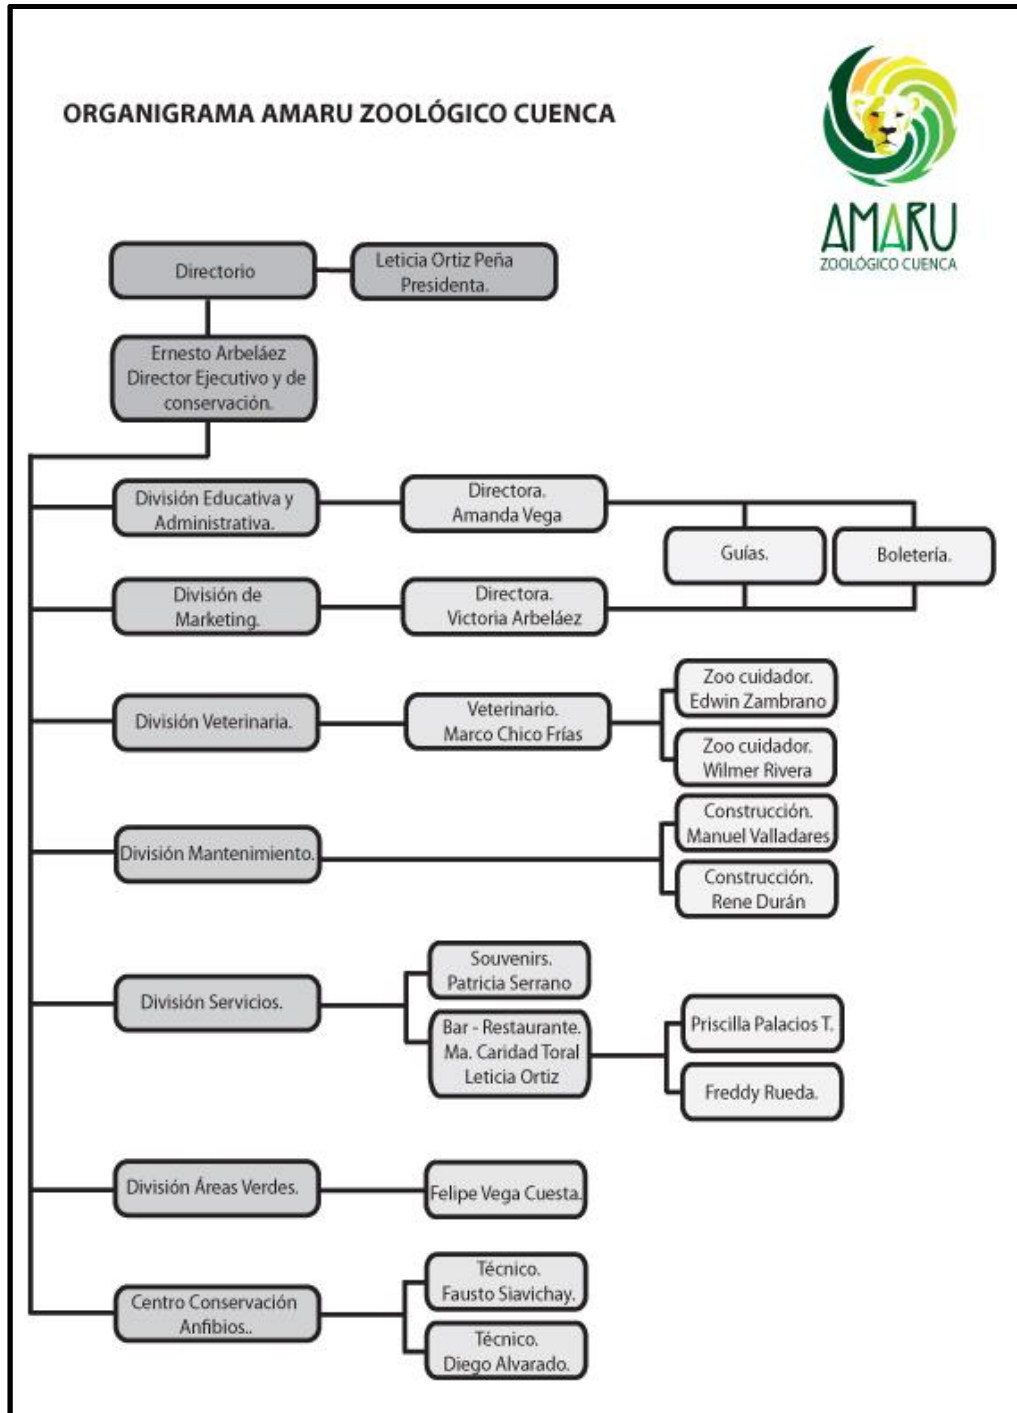 ORGANIGRAMA AMARU ZOOLÓGICO CUENCA
AMARU
ZOOLÓGICO CUENCA
Directorio
Leticia Ortiz Peña
Presidenta.
Ernesto Arbeláez
Director Ejecutivo y de
conservación.
División Educativa y
Administrativa.
Directora.
Amanda Vega
Guías.
Boletería.
División de
Marketing.
Directora.
Victoria Arbeláez
División Veterinaria.
Veterinario.
Marco Chico Frías
Zoo cuidador.
Edwin Zambrano
Zoo cuidador.
Wilmer Rivera
División Mantenimiento.
Construcción.
Manuel Valladares
Construcción.
Rene Durán
División Servicios.
Souvenirs.
Patricia Serrano
Bar - Restaurante.
Ma. Caridad Toral
Leticia Ortiz
Priscilla Palacios T.
Freddy Rueda.
División Áreas Verdes.
Felipe Vega Cuesta.
Centro Conservación
Anfibios..
Técnico.
Fausto Siavichay.
Técnico.
Diego Alvarado.